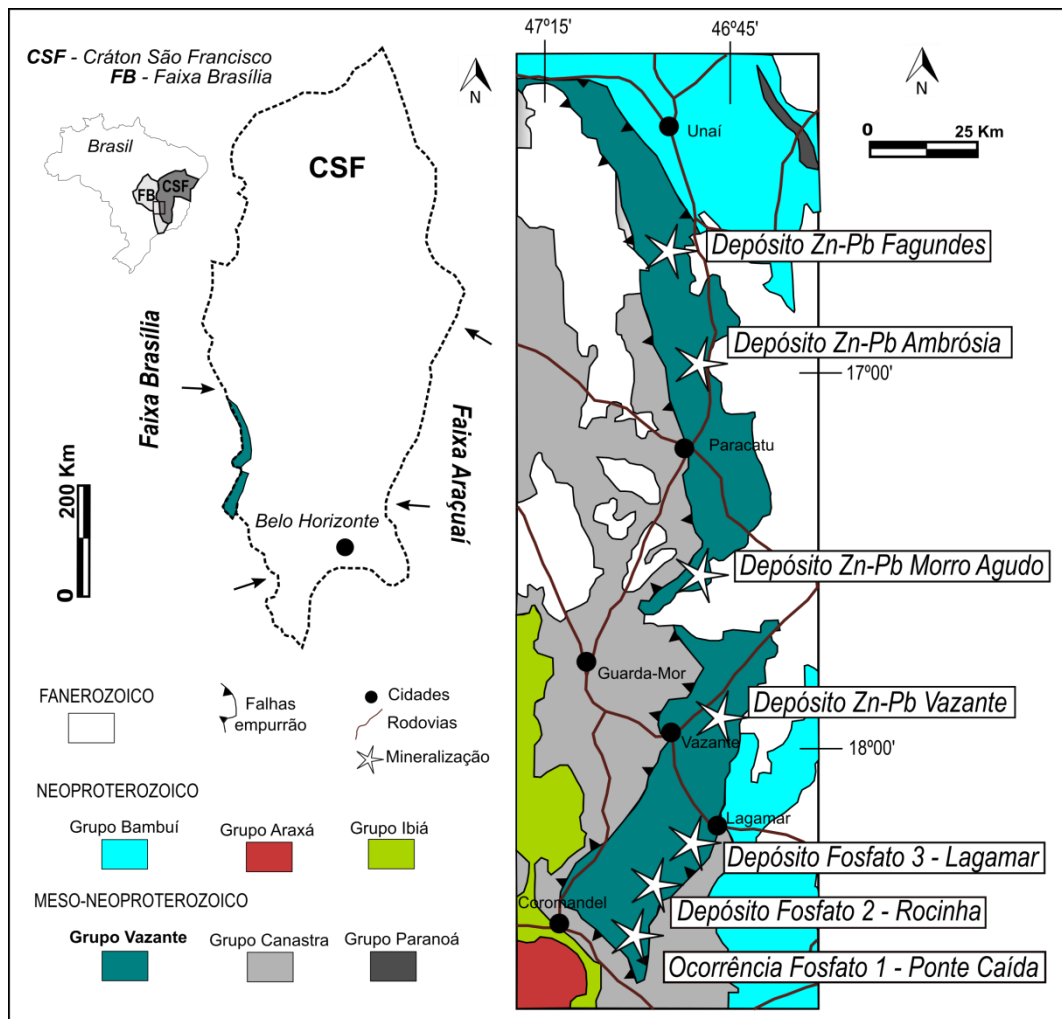 CSF - Cráton São Francisco
FB - Faixa Brasília
N
Brasil
FB
CSF
CSF
Faixa Brasília
Faixa Araçuaí
Belo Horizonte
200 Km
0
FANEROZOICO
Falhas
empurrão
Cidades
Rodovias
Mineralização
NEOPROTEROZOICO
Grupo Bambuí
Grupo Araxá
Grupo Ibiá
MESO-NEOPROTEROZOICO
Grupo Vazante
Grupo Canastra
Grupo Paranoá
47º15'
46º45'
N
0
25 Km
Unaí
Depósito Zn-Pb Fagundes
Depósito Zn-Pb Ambrósia
17º00'
Paracatu
Depósito Zn-Pb Morro Agudo
Guarda-Mor
Depósito Zn-Pb Vazante
Vazante
18º00'
Lagamar
Depósito Fosfato 3 - Lagamar
Depósito Fosfato 2 - Rocinha
Coromandel
Ocorrência Fosfato 1 - Ponte Caída